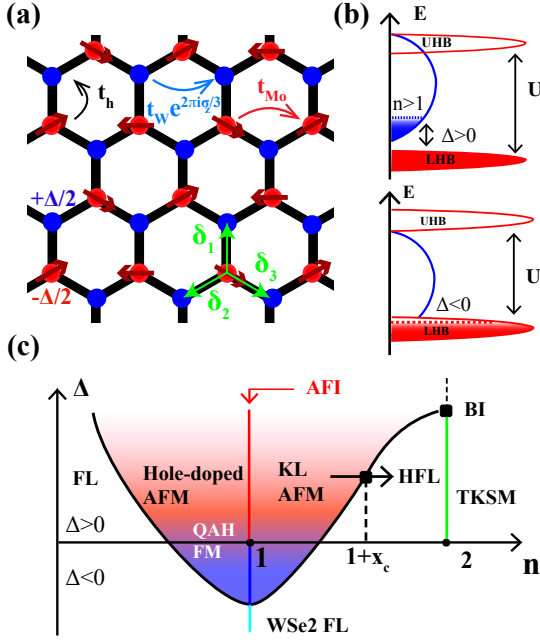 (a)
t_h
t_W e^{2πiσ_z/3}
t_Mo
+Δ/2
-Δ/2
δ_1
δ_2
δ_3
(b)
E
UHB
n>1
Δ>0
LHB
U
E
UHB
Δ<0
LHB
U
(c)
Δ
AFI
BI
FL
Hole-doped
AFM
KL
AFM
HFL
TKSM
QAH
FM
Δ>0
Δ<0
1
1+x_c
2
n
WSe2 FL